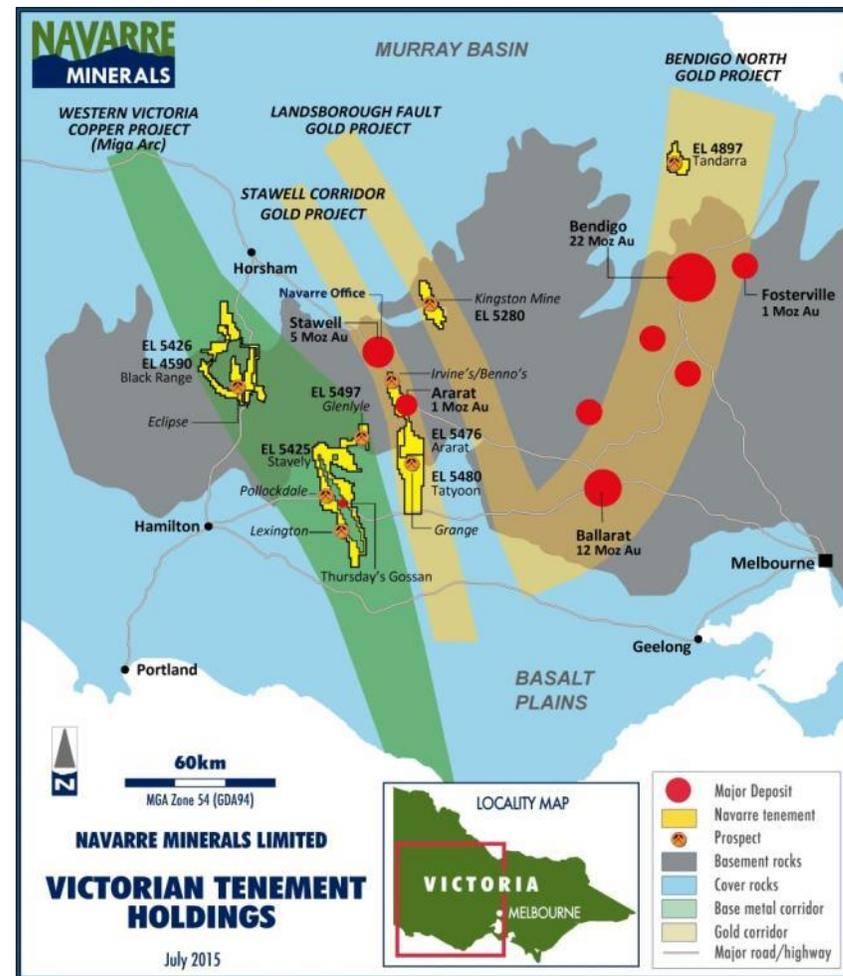 NAVARRE
MINERALS
MURRAY BASIN
BENDIGO NORTH
GOLD PROJECT
WESTERN VICTORIA
COPPER PROJECT
(Miga Arc)
LANDSBOROUGH FAULT
GOLD PROJECT
EL 4897
Tandarra
STAWELL CORRIDOR
GOLD PROJECT
Bendigo
22 Moz Au
Horsham
Navarre Office
Kingston Mine
EL 5280
Fosterville
1 Moz Au
Stawell
5 Moz Au
EL 5426
EL 4590
Black Range
Irvine's/Benno's
EL 5497
Glenlyle
Ararat
1 Moz Au
Eclipse
EL 5425
Stavely
EL 5476
Ararat
EL 5480
Tatyoon
Pollockdale
Hamilton
Lexington
Grange
Ballarat
12 Moz Au
Thursday's Gossan
Melbourne
Geelong
Portland
BASALT
PLAINS
N
60km
MGA Zone 54 (GDA94)
NAVARRE MINERALS LIMITED
VICTORIAN TENEMENT
HOLDINGS
July 2015
LOCALITY MAP
VICTORIA
MELBOURNE
Major Deposit
Navarre tenement
Prospect
Basement rocks
Cover rocks
Base metal corridor
Gold corridor
Major road/highway